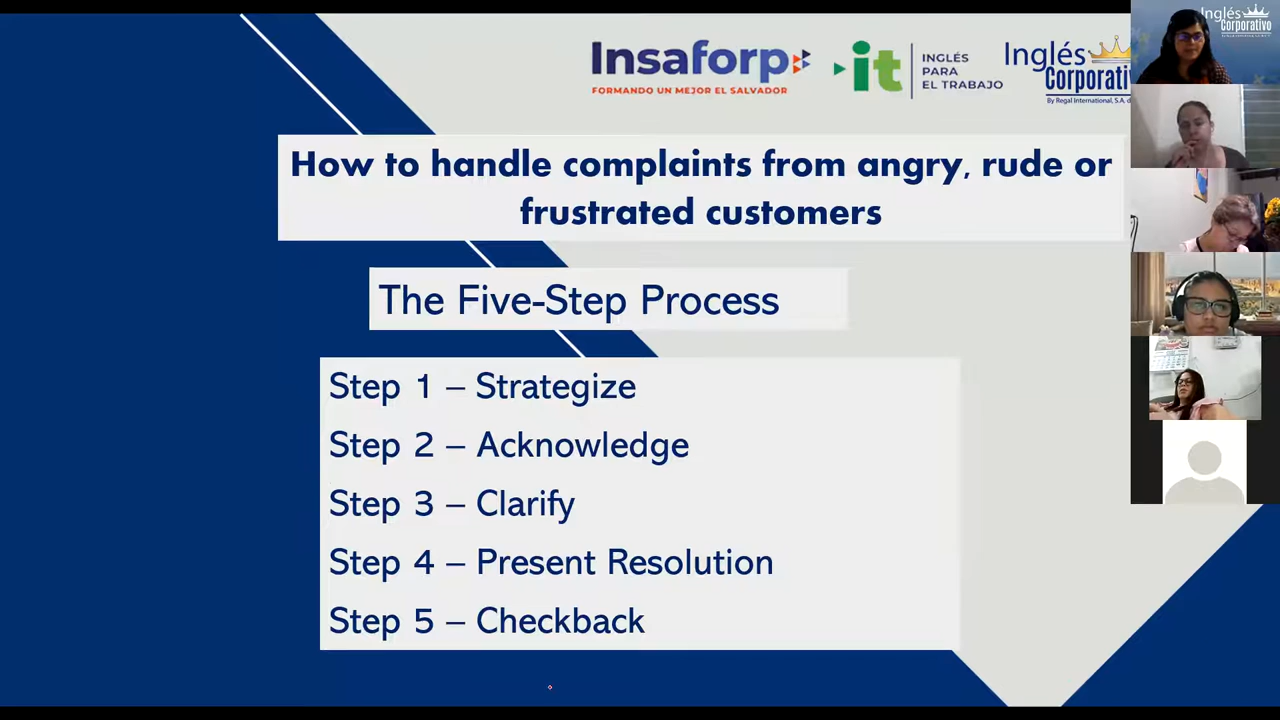 Insaforp
FORMANDO UN MEJOR EL SALVADOR
it
INGLÉS
PARA
EL TRABAJO
Inglés
Corporativ
By Regal International, S.A. d
Inglés
Corporativo
How to handle complaints from angry, rude or
frustrated customers
The Five-Step Process
Step 1 – Strategize
Step 2 – Acknowledge
Step 3 – Clarify
Step 4 – Present Resolution
Step 5 – Checkback